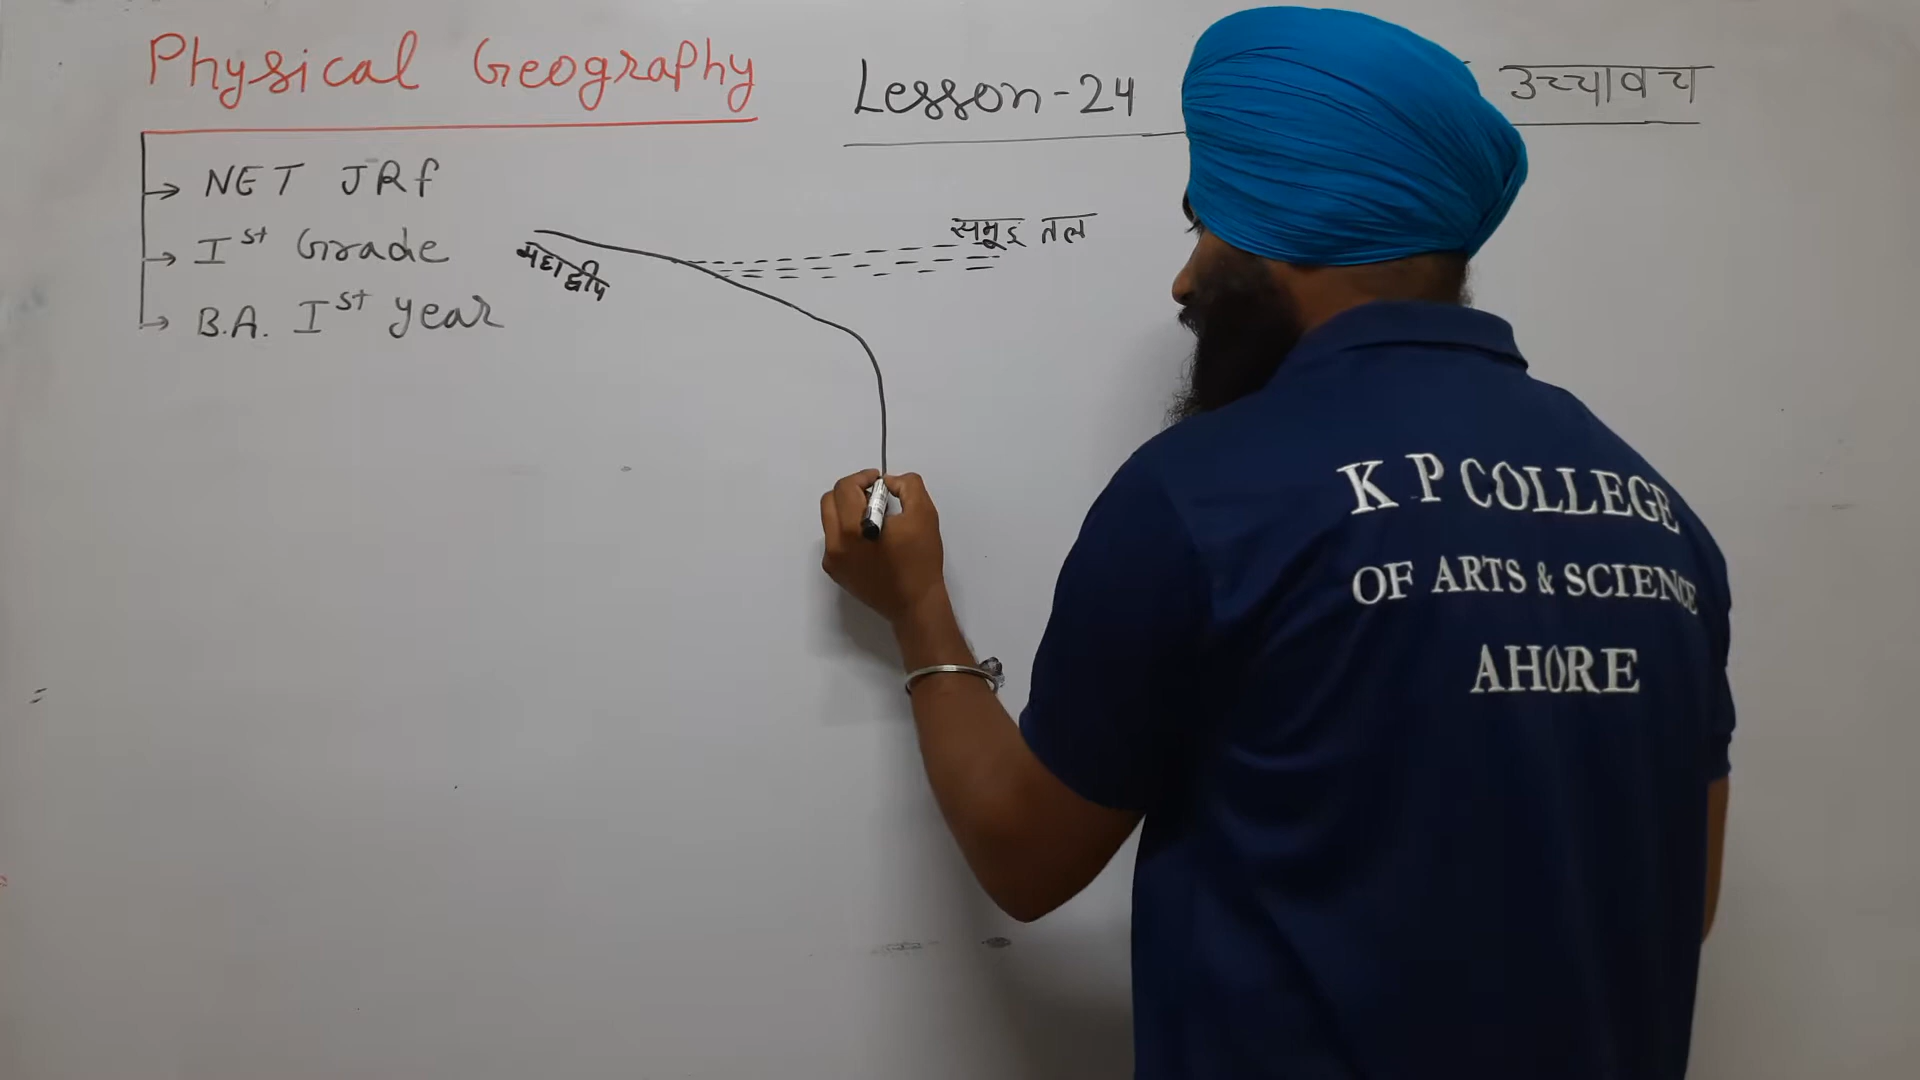 Physical Geography
Lesson-24 उच्चावच
→ NET JRf
→ Ist Grade
→ B.A. Ist year
महाद्वीप
समुद्र तल
K P COLLEGE
OF ARTS & SCIENCE
AHORE